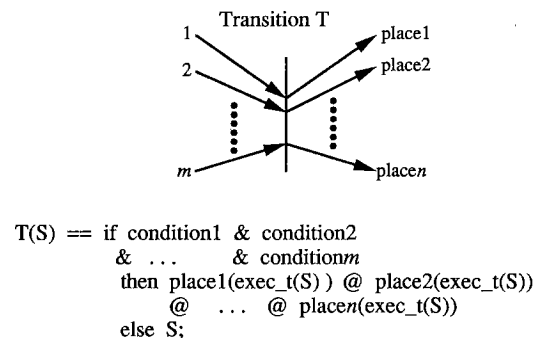 Transition T
1 place1
2 place2
m placen
T(S) == if condition1 & condition2
& ... & conditionm
then place1(exec_t(S) ) @ place2(exec_t(S))
@ ... @ placen(exec_t(S))
else S;